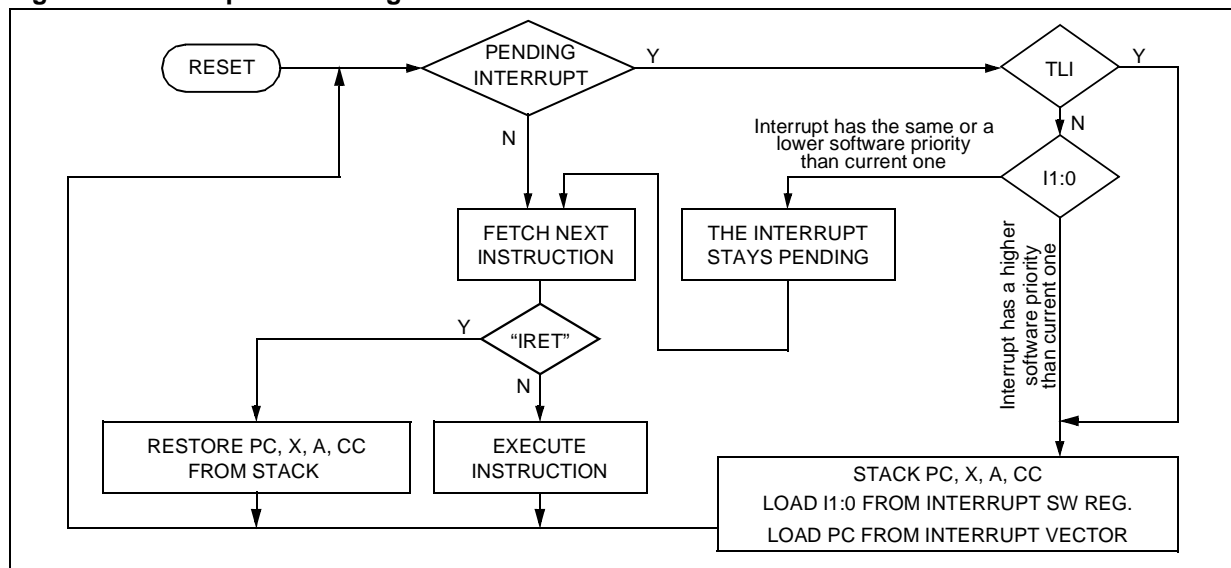 RESET
PENDING
INTERRUPT
Y
TLI
Y
N
N
Interrupt has the same or a
lower software priority
than current one
I1:0
FETCH NEXT
INSTRUCTION
THE INTERRUPT
STAYS PENDING
Interrupt has a higher
software priority
than current one
Y
“IRET”
N
RESTORE PC, X, A, CC
FROM STACK
EXECUTE
INSTRUCTION
STACK PC, X, A, CC
LOAD I1:0 FROM INTERRUPT SW REG.
LOAD PC FROM INTERRUPT VECTOR